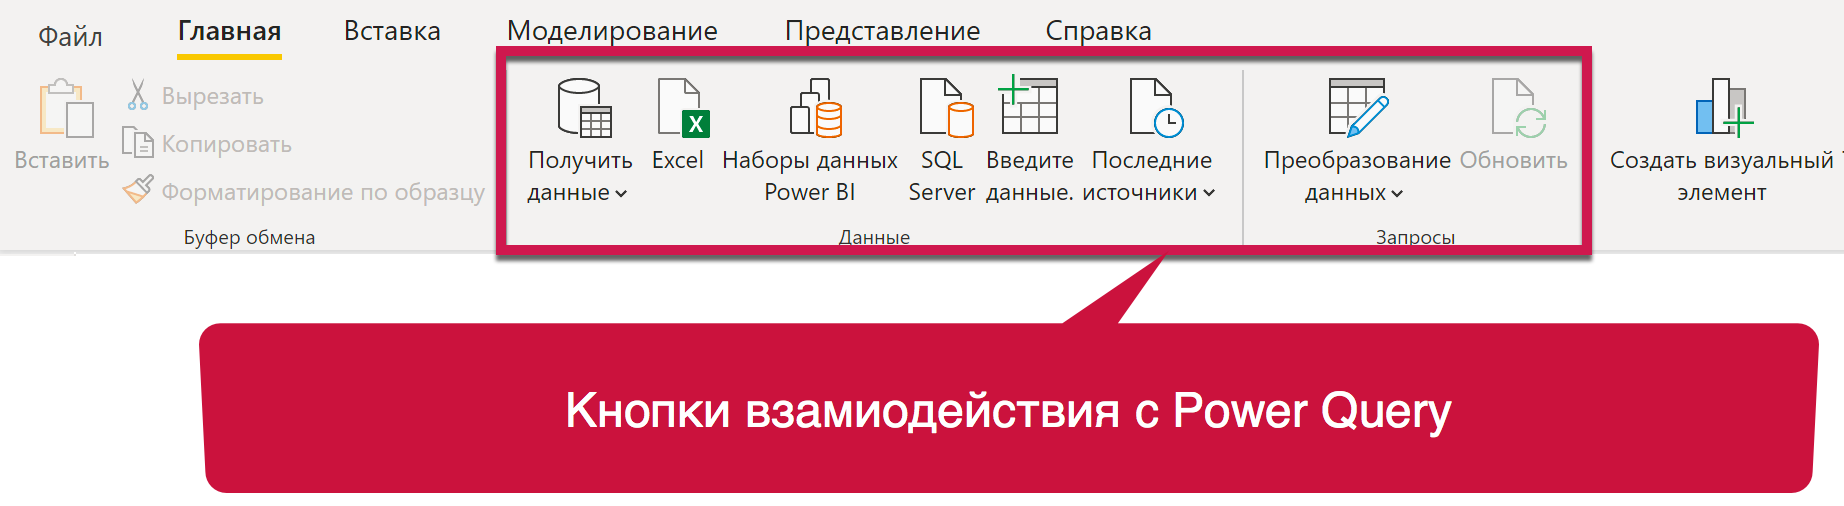 Файл Главная Вставка Моделирование Представление Справка
Вставить
Вырезать
Копировать
Форматирование по образцу
Буфер обмена
Получить
данные
Excel
Наборы данных
Power BI
SQL
Server
Введите
данные.
Последние
источники
Данные
Преобразование
данных
Обновить
Запросы
Создать визуальный
элемент
Кнопки взамиодействия с Power Query